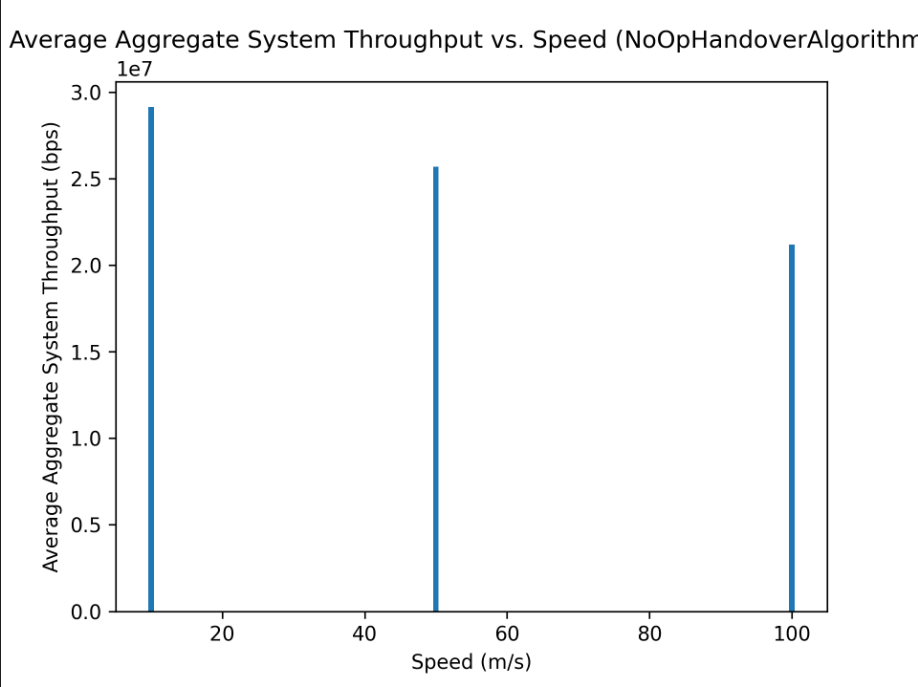 Average Aggregate System Throughput vs. Speed (NoOpHandoverAlgorithm
1e7
3.0
2.5
2.0
1.5
1.0
0.5
0.0
Average Aggregate System Throughput (bps)
20 40 60 80 100
Speed (m/s)